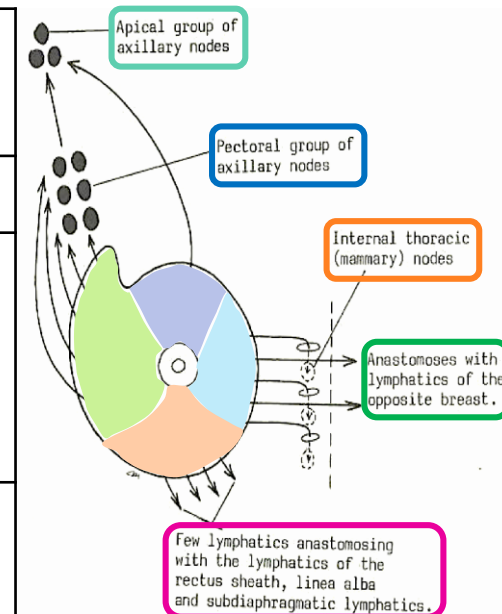 Apical group of
axillary nodes
Pectoral group of
axillary nodes
Internal thoracic
(mammary) nodes
Anastomoses with
lymphatics of the
opposite breast.
Few lymphatics anastomosing
with the lymphatics of the
rectus sheath, linea alba
and subdiaphragmatic lymphatics.